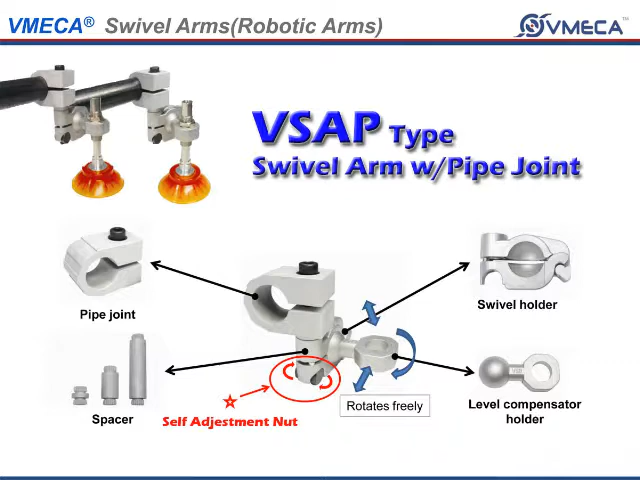 VMECA® Swivel Arms(Robotic Arms)
VMECA™
VSAP Type
Swivel Arm w/Pipe Joint
Pipe joint
Swivel holder
Spacer
Self Adjustment Nut
Rotates freely
Level compensator
holder